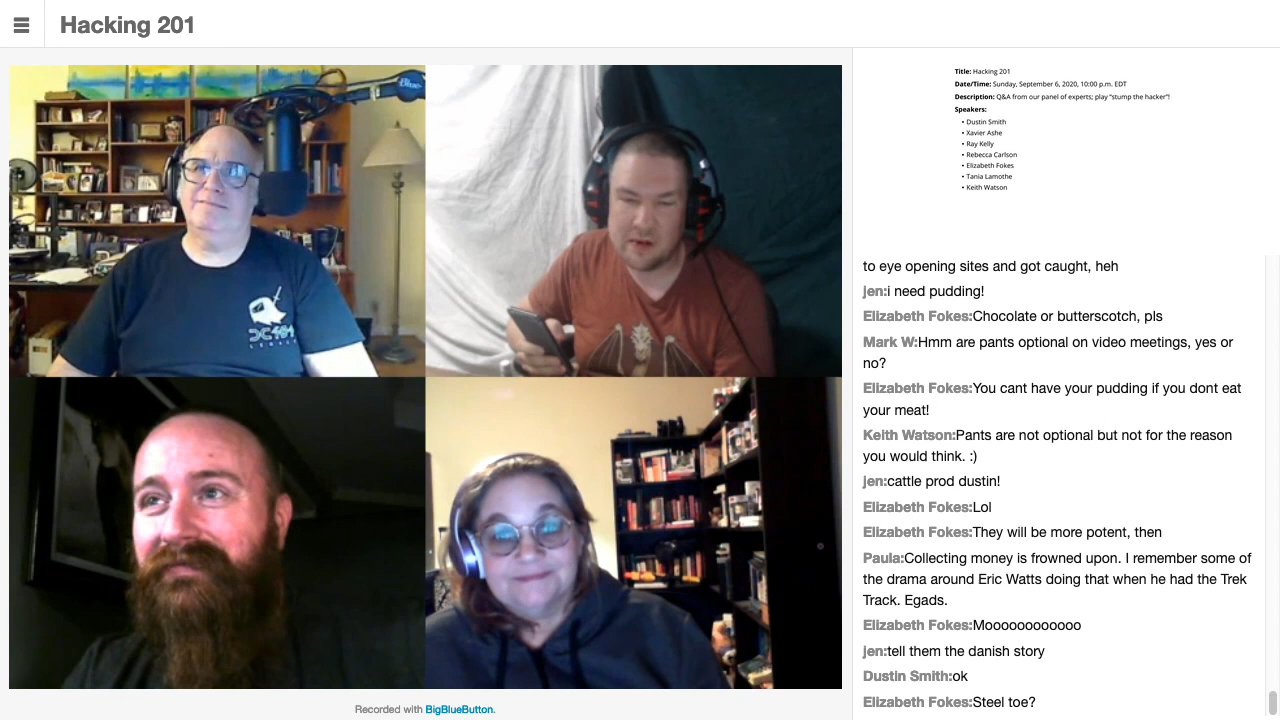 Hacking 201
Title: Hacking 201
Date/Time: Sunday, September 6, 2020, 10:00 p.m. EDT
Description: Q&A from our panel of experts; play "stump the hacker"!
Speakers:
• Dustin Smith
• Xavier Ashe
• Ray Kelly
• Rebecca Carlson
• Elizabeth Fokes
• Tania Lamothe
• Keith Watson
Blue
DC404
to eye opening sites and got caught, heh
jen:i need pudding!
Elizabeth Fokes:Chocolate or butterscotch, pls
Mark W:Hmm are pants optional on video meetings, yes or
no?
Elizabeth Fokes:You cant have your pudding if you dont eat
your meat!
Keith Watson:Pants are not optional but not for the reason
you would think. :)
jen:cattle prod dustin!
Elizabeth Fokes:Lol
Elizabeth Fokes:They will be more potent, then
Paula:Collecting money is frowned upon. I remember some of
the drama around Eric Watts doing that when he had the Trek
Track. Egads.
Elizabeth Fokes:Moooooooooooo
jen:tell them the danish story
Dustin Smith:ok
Elizabeth Fokes:Steel toe?
Recorded with BigBlueButton.